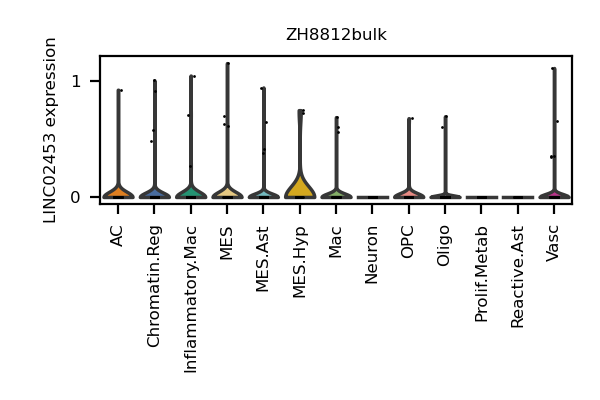 ZH8812bulk
LINC02453 expression
1
0
AC
Chromatin.Reg
Inflammatory.Mac
MES
MES.Ast
MES.Hyp
Mac
Neuron
OPC
Oligo
Prolif.Metab
Reactive.Ast
Vasc